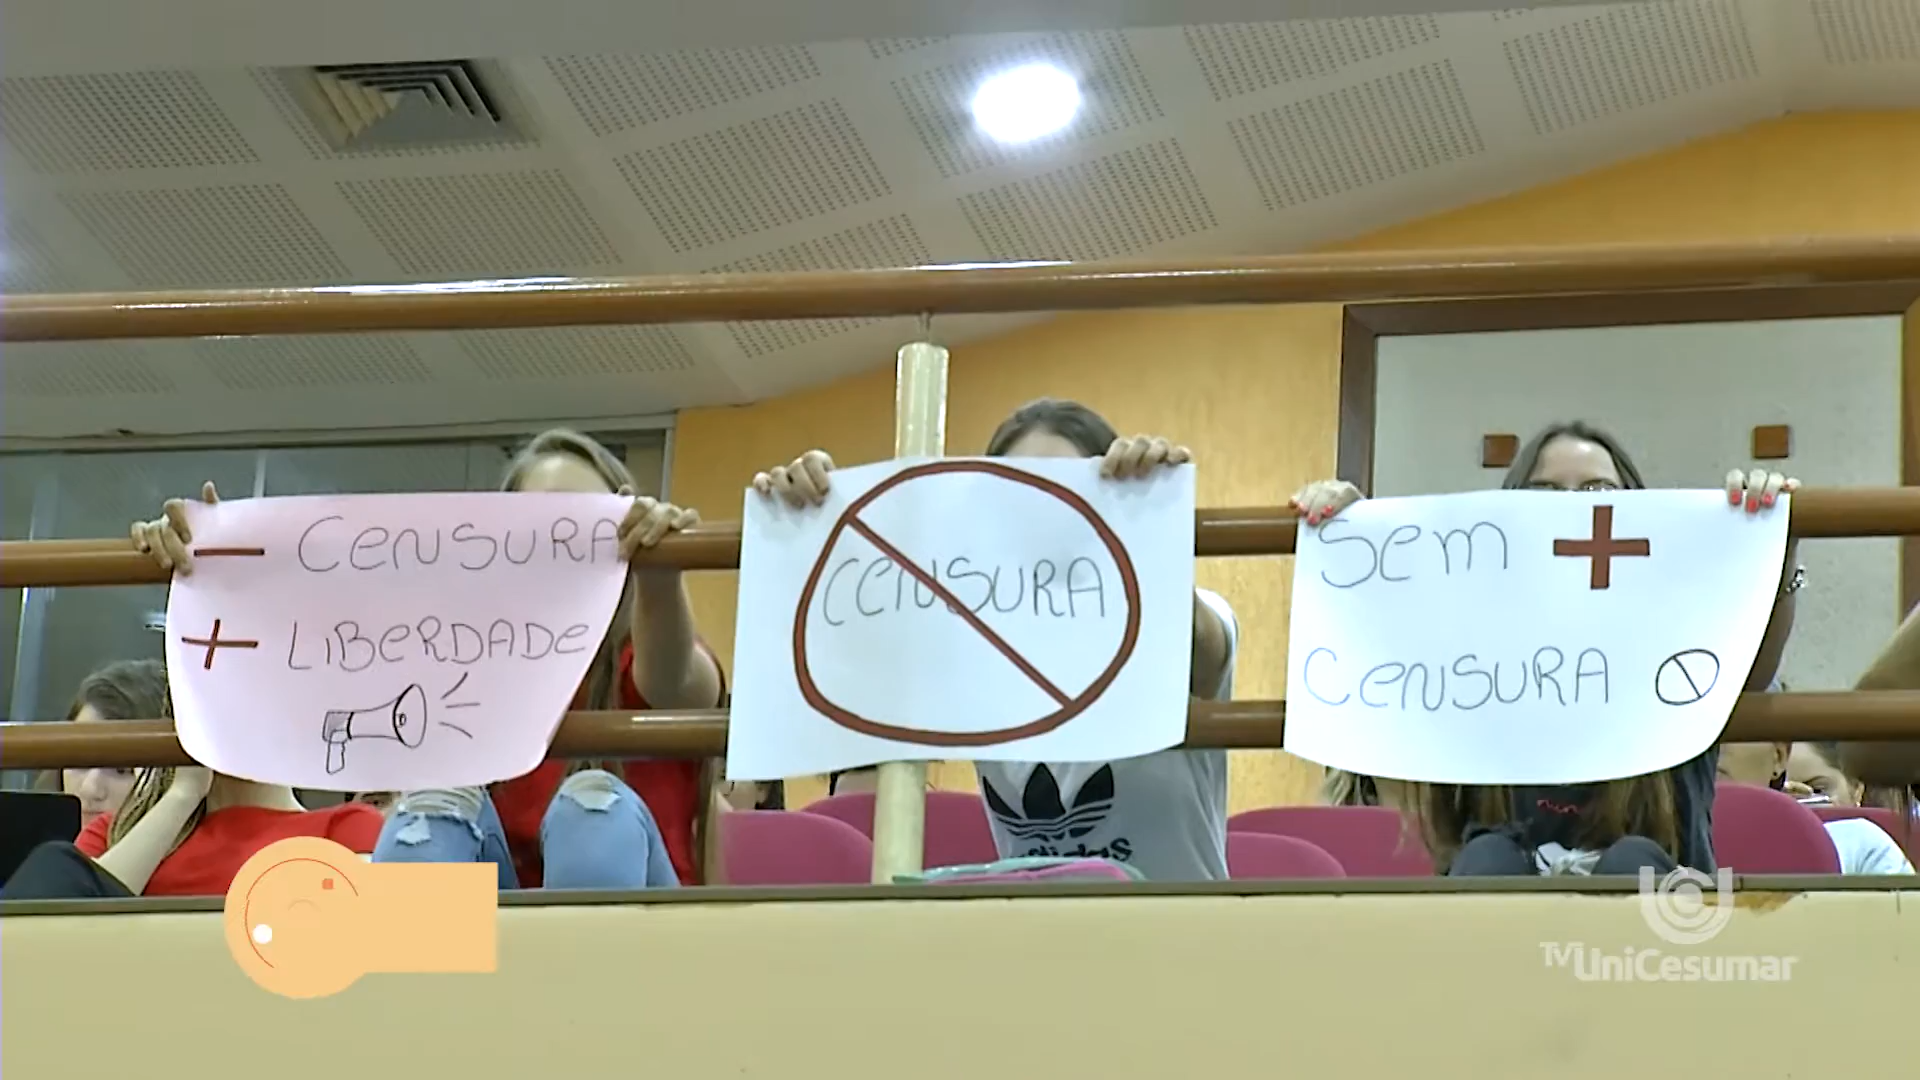 – CENSURA
+ LIBERDADE
CENSURA
Sem +
CENSURA
adidas
TV UniCesumar